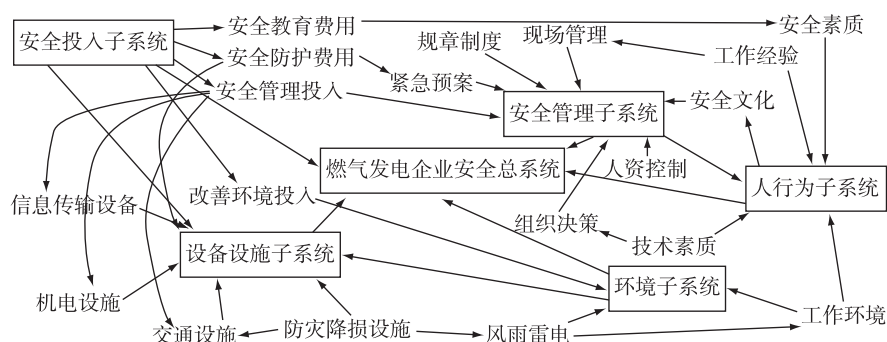 安全投入子系统
安全教育费用
安全素质
安全防护费用
规章制度
现场管理
工作经验
安全管理投入
紧急预案
安全管理子系统
安全文化
燃气发电企业安全总系统
人资控制
人行为子系统
信息传输设备
改善环境投入
组织决策
技术素质
设备设施子系统
环境子系统
机电设施
工作环境
交通设施
防灾降损设施
风雨雷电